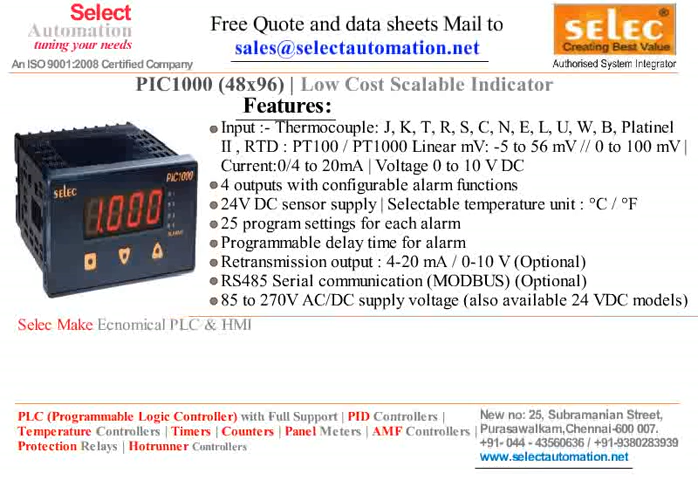 Select
Automation
tuning your needs
An ISO 9001:2008 Certified Company
Free Quote and data sheets Mail to
sales@selectautomation.net
seLec
Creating Best Value
Authorised System Integrator
PIC1000 (48x96) | Low Cost Scalable Indicator
Features:
Input :- Thermocouple: J, K, T, R, S, C, N, E, L, U, W, B, Platinel
II , RTD : PT100 / PT1000 Linear mV: -5 to 56 mV // 0 to 100 mV |
Current:0/4 to 20mA | Voltage 0 to 10 V DC
4 outputs with configurable alarm functions
24V DC sensor supply | Selectable temperature unit : °C / °F
25 program settings for each alarm
Programmable delay time for alarm
Retransmission output : 4-20 mA / 0-10 V (Optional)
RS485 Serial communication (MODBUS) (Optional)
85 to 270V AC/DC supply voltage (also available 24 VDC models)
PIC1000
seLec
1.000
Selec Make Ecnomical PLC & HMI
PLC (Programmable Logic Controller) with Full Support | PID Controllers |
Temperature Controllers | Timers | Counters | Panel Meters | AMF Controllers |
Protection Relays | Hotrunner Controllers
New no: 25, Subramanian Street,
Purasawalkam,Chennai-600 007.
+91- 044 - 43560636 / +91-9380283939
www.selectautomation.net